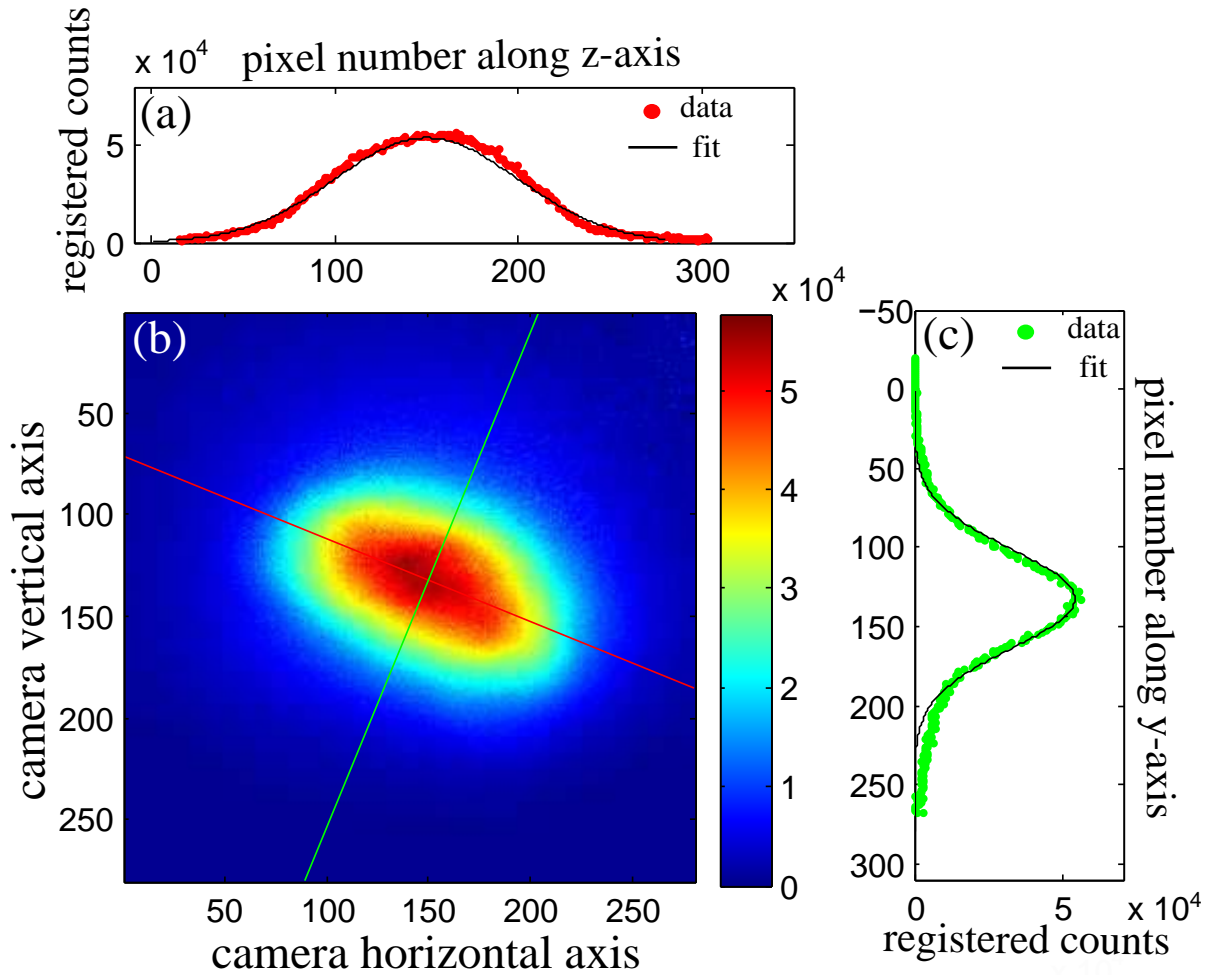 x 10^4 pixel number along z-axis
registered counts
(a)
data
fit
5
0
0 100 200 300
x 10^4
(b)
50
100
150
200
250
camera vertical axis
50 100 150 200 250
camera horizontal axis
5
4
3
2
1
0
(c)
data
fit
−50
0
50
100
150
200
250
300
pixel number along y-axis
0 5 x 10^4
registered counts